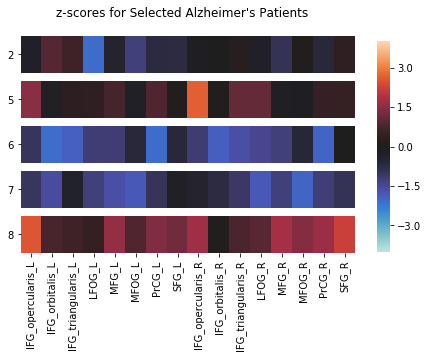 z-scores for Selected Alzheimer's Patients
2
5
6
7
8
3.0
1.5
0.0
−1.5
−3.0
IFG_opercularis_L
IFG_orbitalis_L
IFG_triangularis_L
LFOG_L
MFG_L
MFOG_L
PrCG_L
SFG_L
IFG_opercularis_R
IFG_orbitalis_R
IFG_triangularis_R
LFOG_R
MFG_R
MFOG_R
PrCG_R
SFG_R